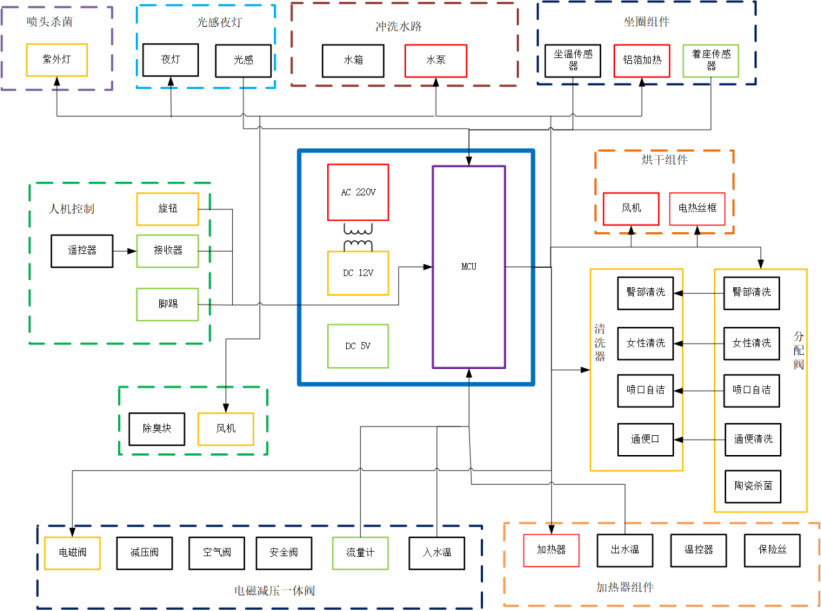 喷头杀菌
紫外灯
光感夜灯
夜灯
光感
冲洗水路
水箱
水泵
坐圈组件
坐温传感
器
铝箔加热
着座传感
器
人机控制
旋钮
遥控器
接收器
脚踢
AC 220V
DC 12V
DC 5V
MCU
烘干组件
风机
电热丝框
清洗器
臀部清洗
女性清洗
喷口自洁
通便口
分配阀
臀部清洗
女性清洗
喷口自洁
通便清洗
陶瓷杀菌
除臭块
风机
电磁阀
减压阀
空气阀
安全阀
流量计
入水温
电磁减压一体阀
加热器
出水温
温控器
保险丝
加热器组件